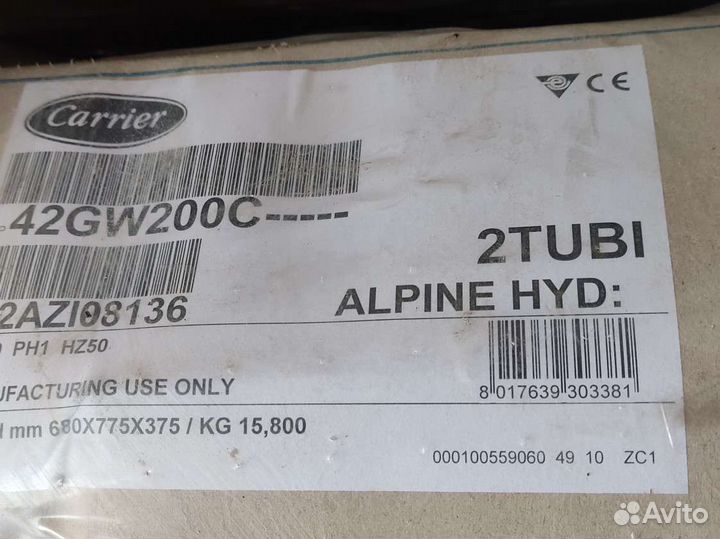 Carrier
CE
42GW200C-----
2TUBI
2AZI08136
ALPINE HYD:
PH1 HZ50
UFACTURING USE ONLY
8 017639 303381
mm 680X775X375 / KG 15,800
000100559060 49 10 ZC1
Avito